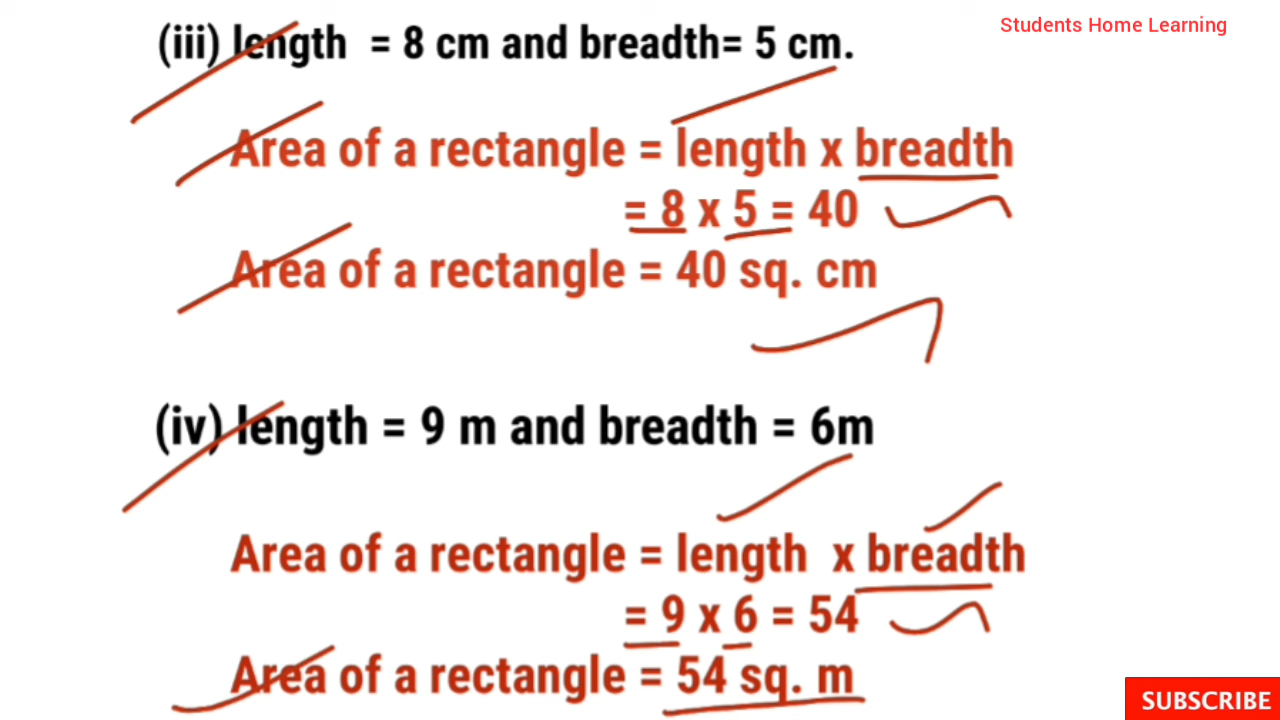 Students Home Learning
(iii) length = 8 cm and breadth= 5 cm.
Area of a rectangle = length x breadth
= 8 x 5 = 40
Area of a rectangle = 40 sq. cm
(iv) length = 9 m and breadth = 6m
Area of a rectangle = length x breadth
= 9 x 6 = 54
Area of a rectangle = 54 sq. m
SUBSCRIBE